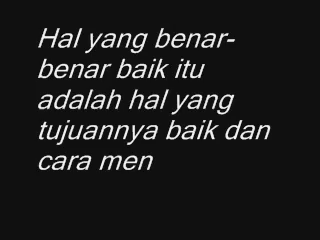 Hal yang benar-
benar baik itu
adalah hal yang
tujuannya baik dan
cara men